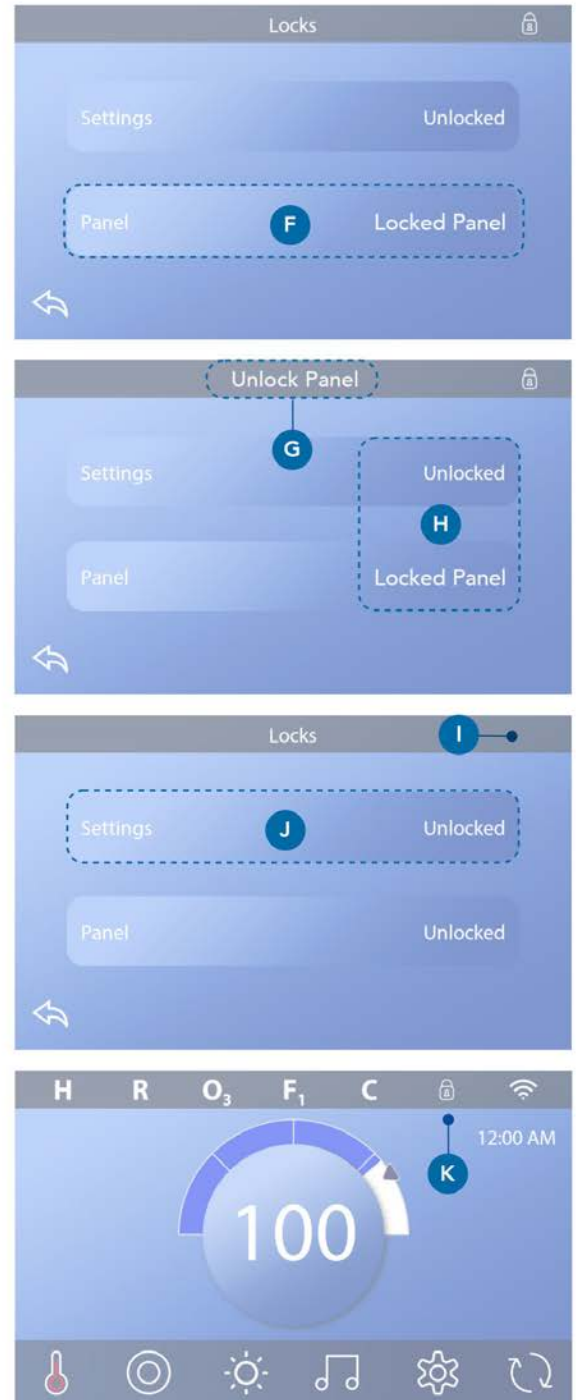 Locks
Settings Unlocked
Panel F Locked Panel
Unlock Panel
G
Settings Unlocked
H
Panel Locked Panel
Locks I
Settings J Unlocked
Panel Unlocked
H R O₃ F₁ C
12:00 AM
K
100